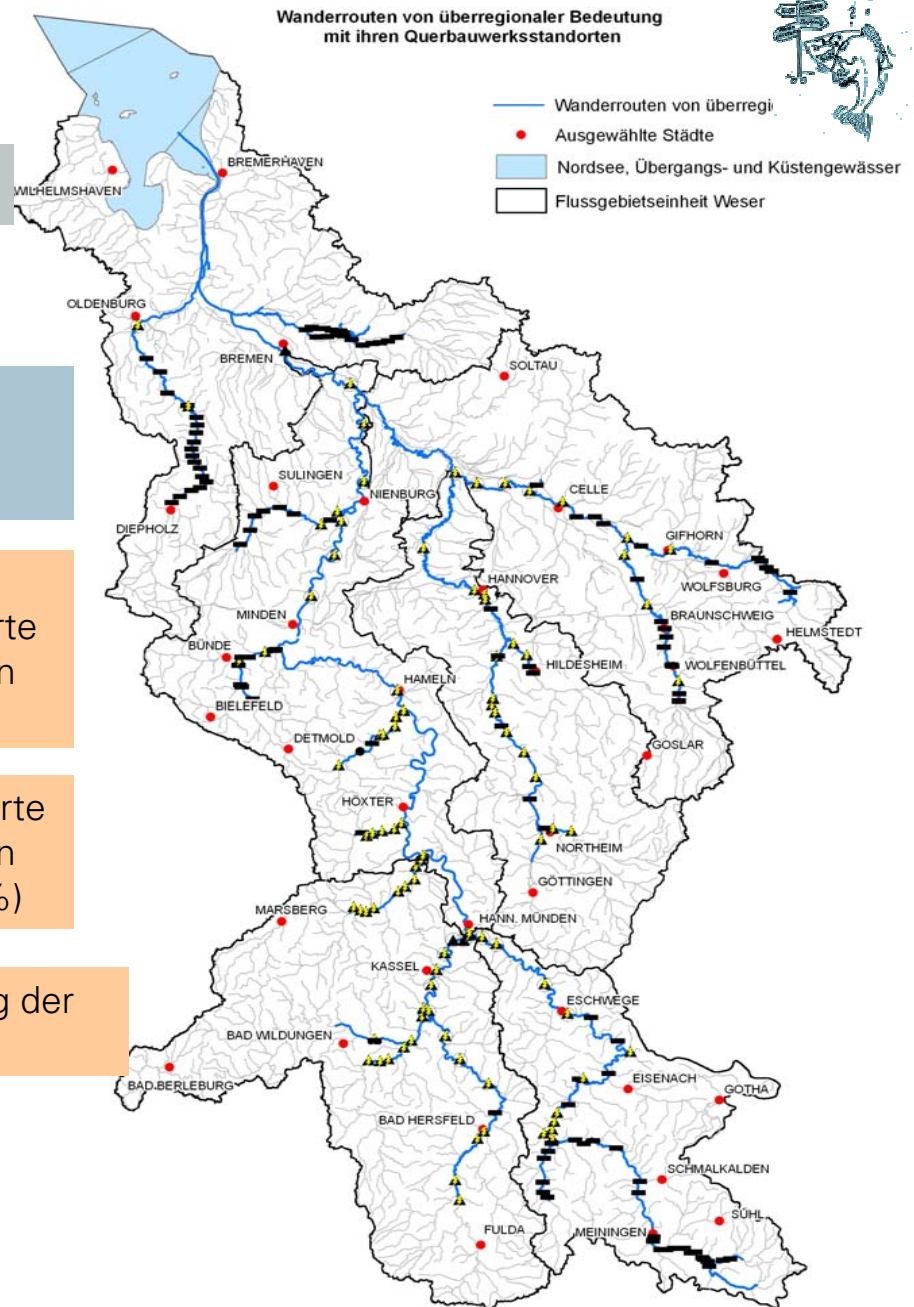 Wanderrouten von überregionaler Bedeutung
mit ihren Querbauwerksstandorten
Wanderrouten von überregi
Ausgewählte Städte
Nordsee, Übergangs- und Küstengewässer
Flussgebietseinheit Weser
BREMERHAVEN
WILHELMSHAVEN
OLDENBURG
BREMEN
SOLTAU
SULINGEN
NIENBURG
CELLE
DIEPHOLZ
GIFHORN
HANNOVER
WOLFSBURG
MINDEN
BRAUNSCHWEIG
HELMSTEDT
BÜNDE
HILDESHEIM
WOLFENBÜTTEL
HAMELN
BIELEFELD
DETMOLD
GOSLAR
HÖXTER
NORTHEIM
GÖTTINGEN
MARSBERG
HANN. MÜNDEN
KASSEL
ESCHWEGE
BAD WILDUNGEN
BAD BERLEBURG
EISENACH
GOTHA
BAD HERSFELD
SCHMALKALDEN
SUHL
MEININGEN
FULDA
rte
n
rte
n
%)
g der